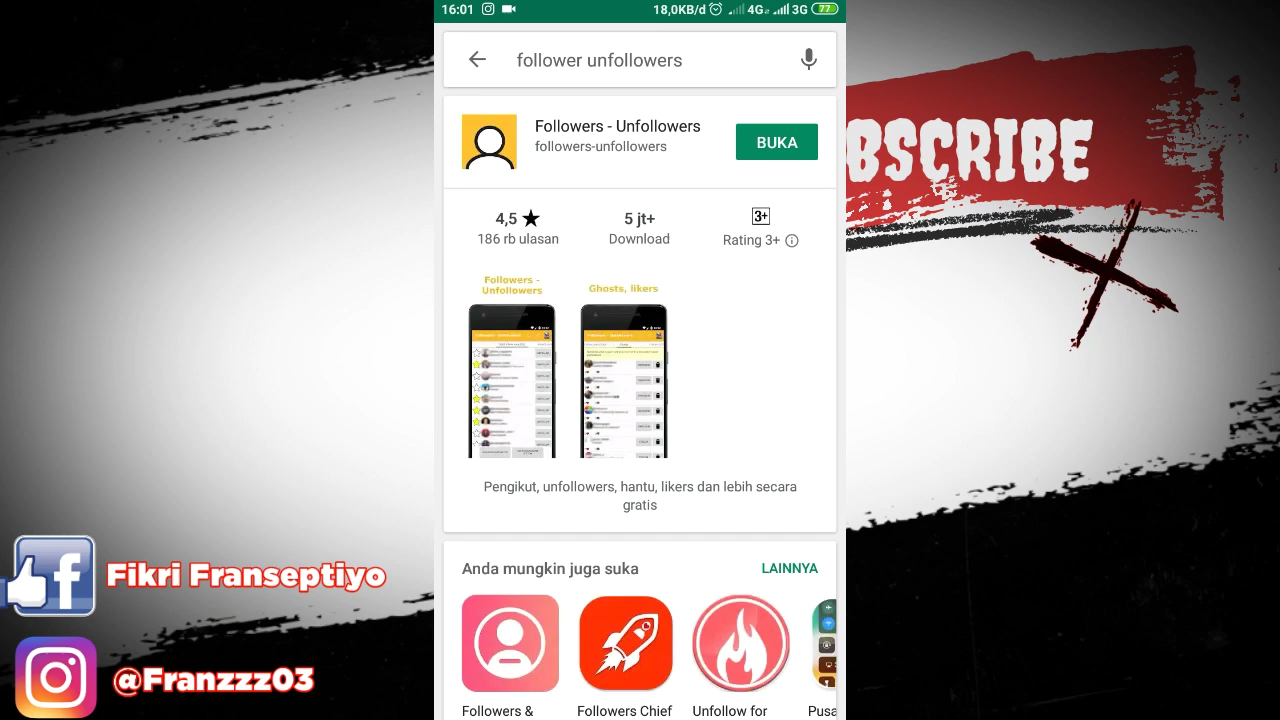 16:01 18,0KB/d 4G 3G 77
follower unfollowers
Followers - Unfollowers
followers-unfollowers
BUKA
4,5 ★
186 rb ulasan
5 jt+
Download
3+
Rating 3+
Followers -
Unfollowers
Ghosts, likers
Pengikut, unfollowers, hantu, likers dan lebih secara
gratis
Anda mungkin juga suka
LAINNYA
Followers &
Followers Chief
Unfollow for
Pusa
BSCRIBE
Fikri Franseptiyo
@Franzzz03